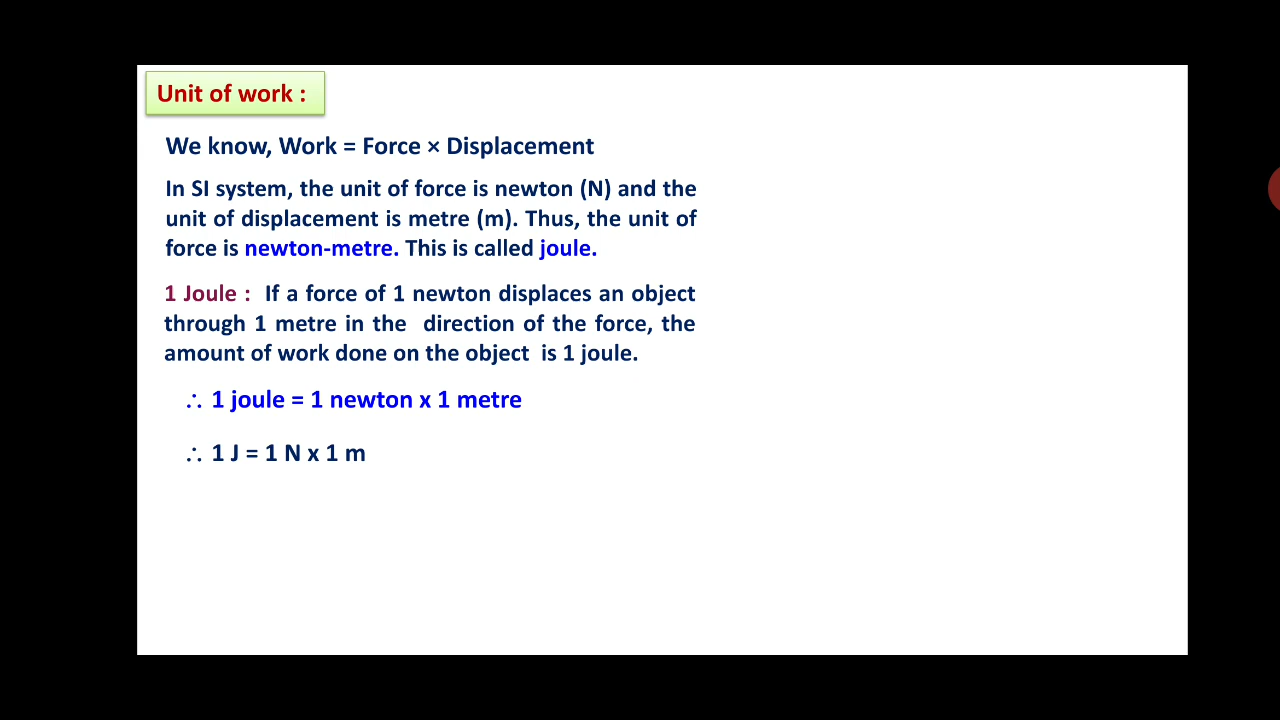 Unit of work :
We know, Work = Force × Displacement
In SI system, the unit of force is newton (N) and the
unit of displacement is metre (m). Thus, the unit of
force is newton-metre. This is called joule.
1 Joule : If a force of 1 newton displaces an object
through 1 metre in the direction of the force, the
amount of work done on the object is 1 joule.
∴ 1 joule = 1 newton x 1 metre
∴ 1 J = 1 N x 1 m